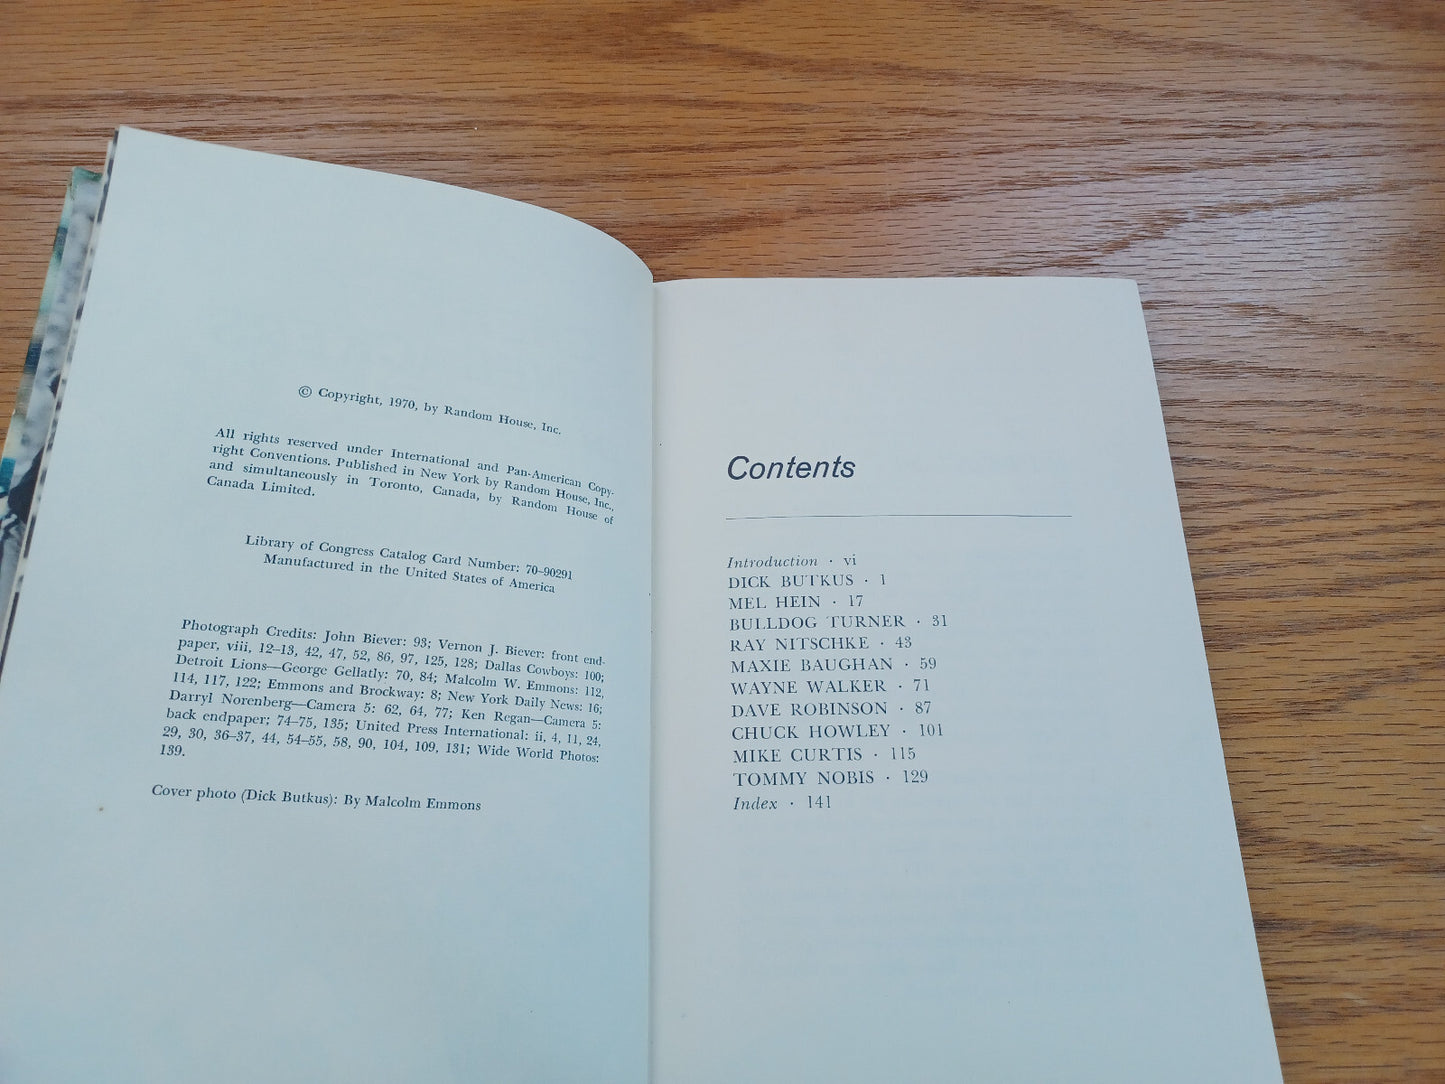 © Copyright, 1970, by Random House, Inc.
All rights reserved under International and Pan-American Copy-
right Conventions. Published in New York by Random House, Inc.,
and simultaneously in Toronto, Canada, by Random House of
Canada Limited.
Library of Congress Catalog Card Number: 70-90291
Manufactured in the United States of America
Photograph Credits: John Biever: 93; Vernon J. Biever: front end-
paper, viii, 12–13, 42, 47, 52, 86, 97, 125, 128; Dallas Cowboys: 100;
Detroit Lions—George Gellatly: 70, 84; Malcolm W. Emmons: 112,
114, 117, 122; Emmons and Brockway: 8; New York Daily News: 16;
Darryl Norenberg—Camera 5: 62, 64, 77; Ken Regan—Camera 5:
back endpaper; 74–75, 135; United Press International: ii, 4, 11, 24,
29, 30, 36–37, 44, 54–55, 58, 90, 104, 109, 131; Wide World Photos:
139.
Cover photo (Dick Butkus): By Malcolm Emmons
Contents
Introduction · vi
DICK BUTKUS · 1
MEL HEIN · 17
BULLDOG TURNER · 31
RAY NITSCHKE · 43
MAXIE BAUGHAN · 59
WAYNE WALKER · 71
DAVE ROBINSON · 87
CHUCK HOWLEY · 101
MIKE CURTIS · 115
TOMMY NOBIS · 129
Index · 141